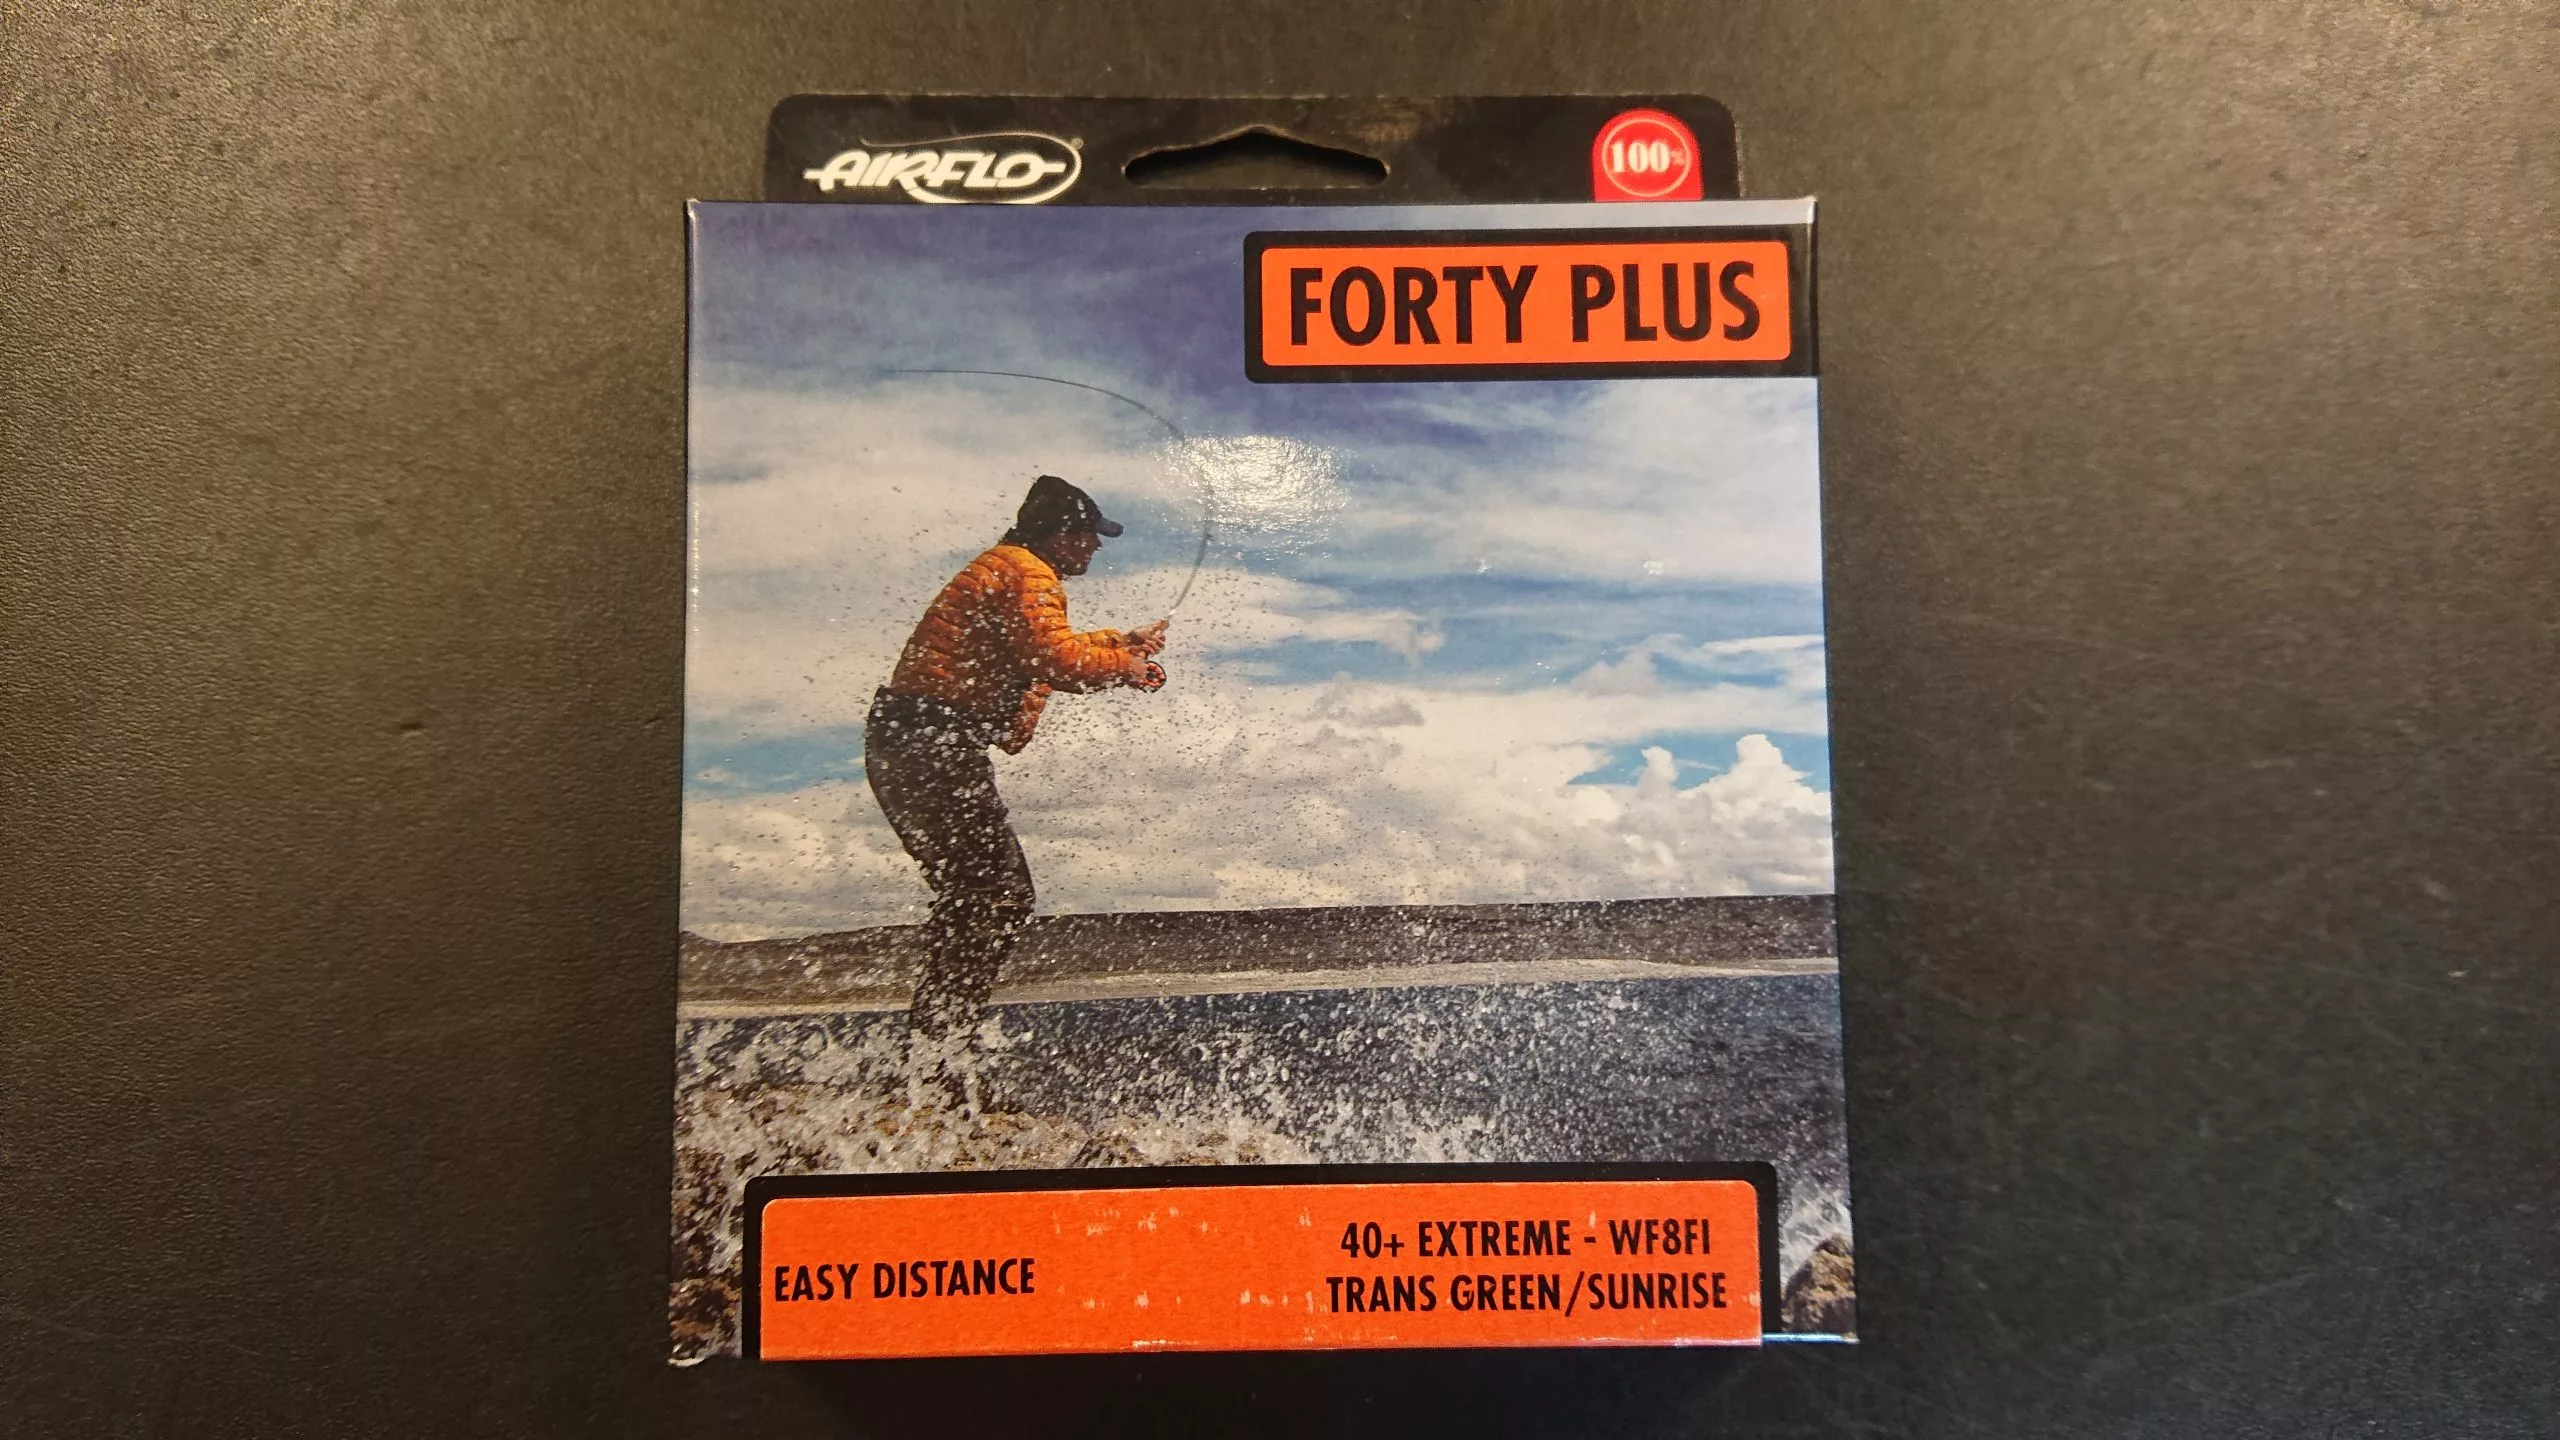 AIRFLO®
100%
FORTY PLUS
EASY DISTANCE
40+ EXTREME - WF8FI
TRANS GREEN/SUNRISE